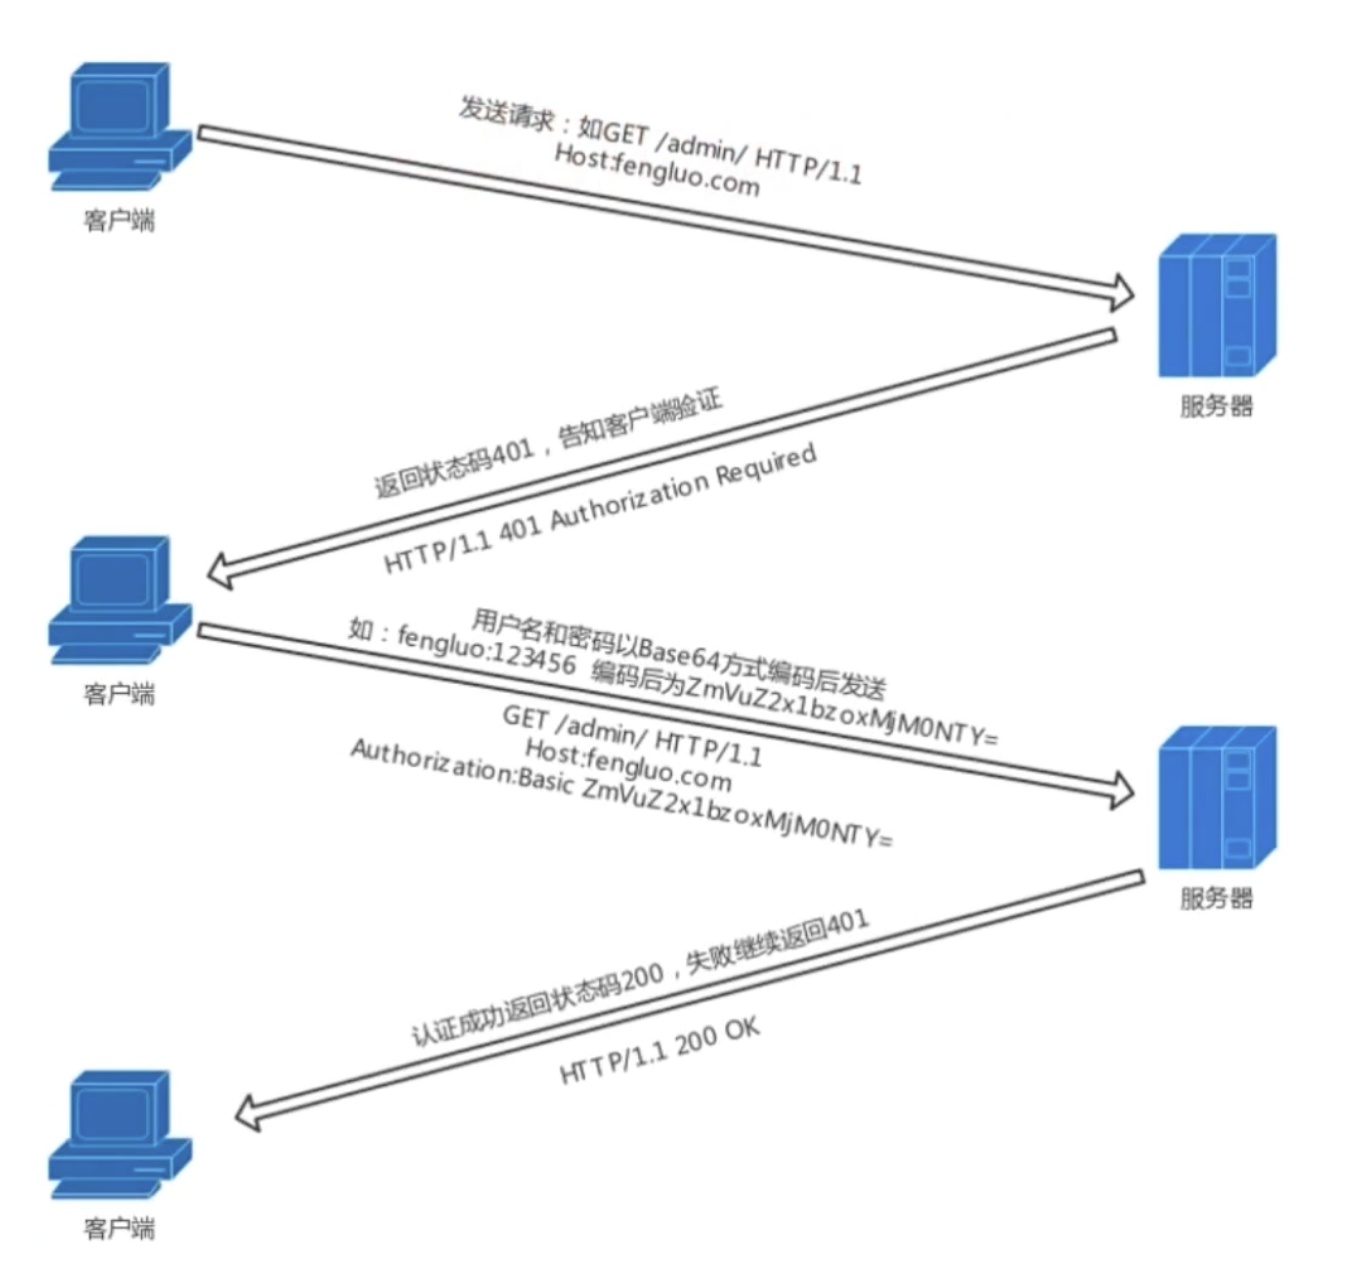 发送请求：如GET /admin/ HTTP/1.1
Host:fengluo.com
客户端
服务器
返回状态码401，告知客户端验证
HTTP/1.1 401 Authorization Required
客户端
用户名和密码以Base64方式编码后发送
如：fengluo:123456 编码后为ZmVuZ2x1bzoxMjM0NTY=
GET /admin/ HTTP/1.1
Host:fengluo.com
Authorization:Basic ZmVuZ2x1bzoxMjM0NTY=
服务器
认证成功返回状态码200，失败继续返回401
HTTP/1.1 200 OK
客户端